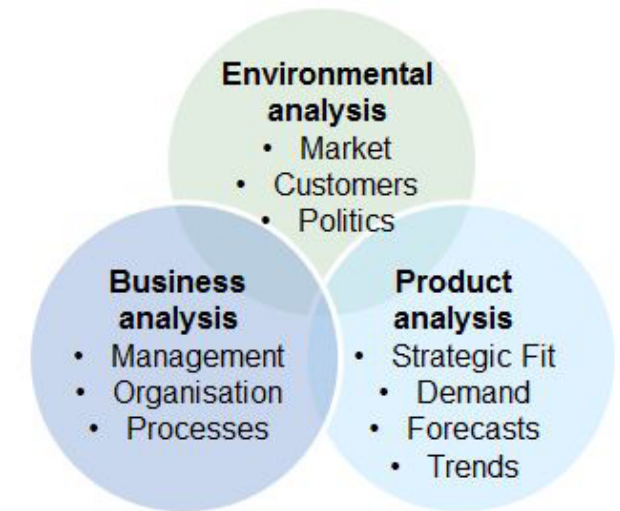 Environmental
analysis
• Market
• Customers
• Politics
Business
analysis
• Management
• Organisation
• Processes
Product
analysis
• Strategic Fit
• Demand
• Forecasts
• Trends